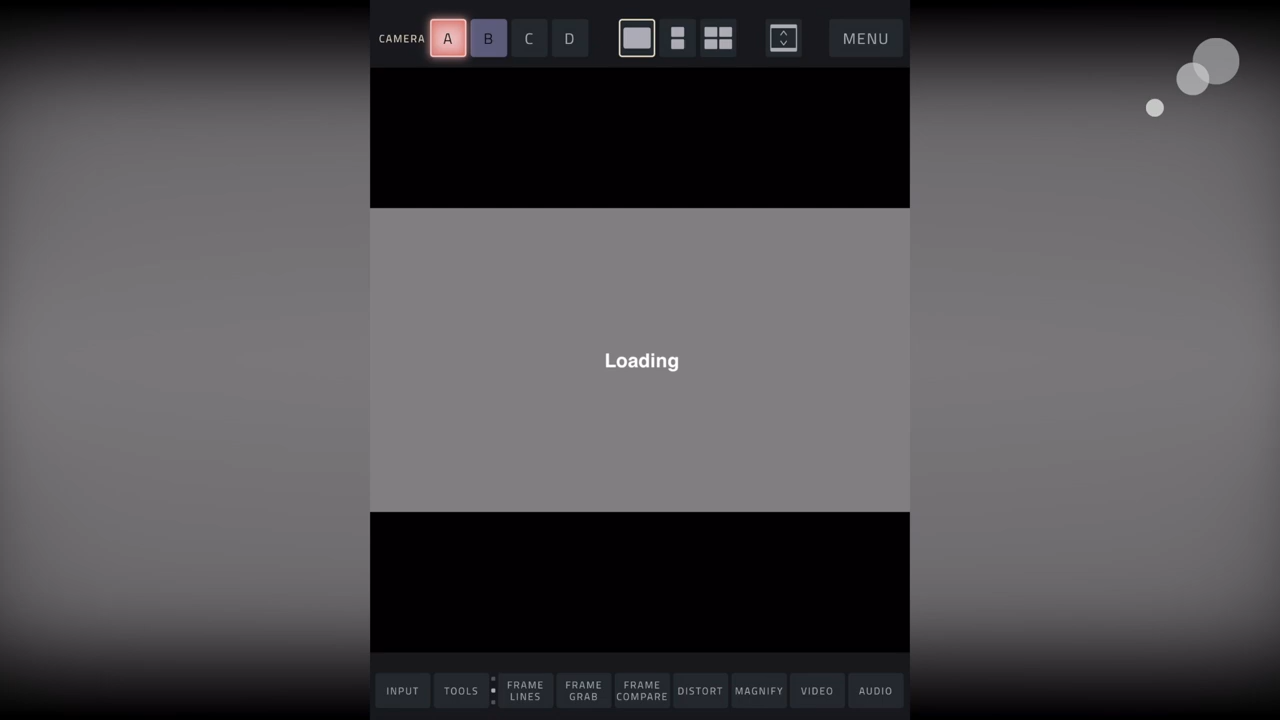 CAMERA A B C D MENU
Loading
INPUT TOOLS FRAME LINES FRAME GRAB FRAME COMPARE DISTORT MAGNIFY VIDEO AUDIO